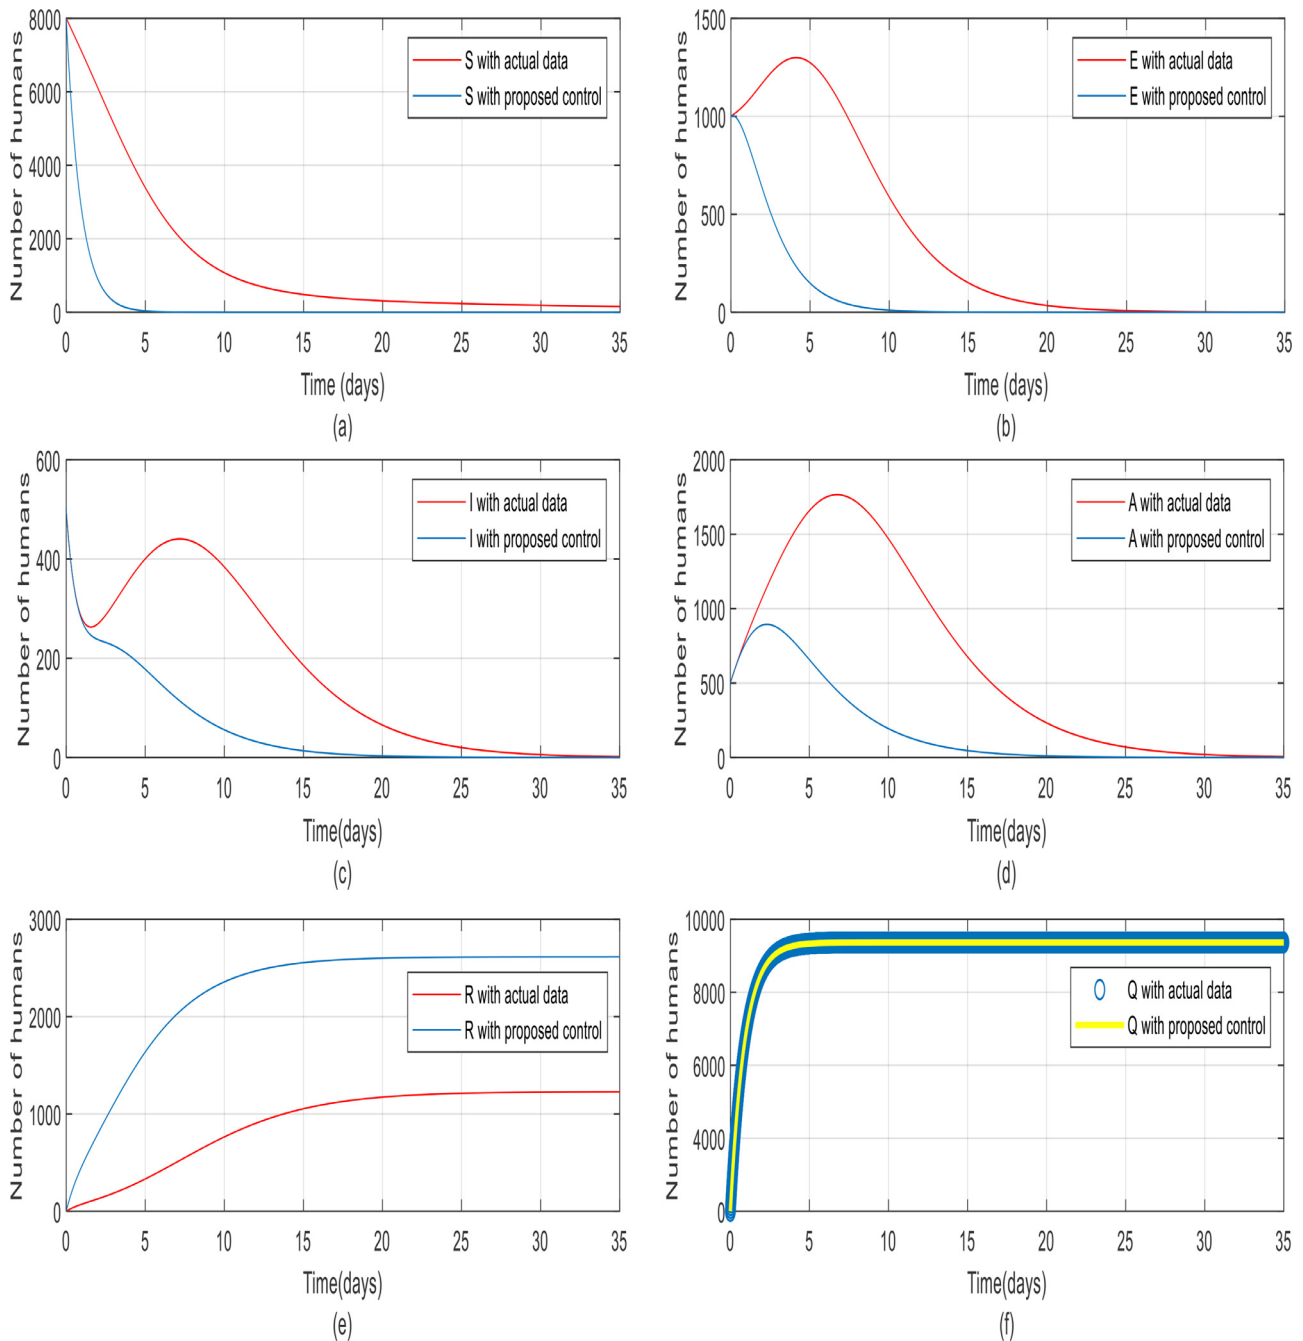 Number of humans
8000
6000
4000
2000
0
S with actual data
S with proposed control
0 5 10 15 20 25 30 35
Time (days)
(a)
Number of humans
1500
1000
500
0
E with actual data
E with proposed control
0 5 10 15 20 25 30 35
Time (days)
(b)
Number of humans
600
400
200
0
I with actual data
I with proposed control
0 5 10 15 20 25 30 35
Time(days)
(c)
Number of humans
2000
1500
1000
500
0
A with actual data
A with proposed control
0 5 10 15 20 25 30 35
Time(days)
(d)
Number of humans
3000
2000
1000
0
R with actual data
R with proposed control
0 5 10 15 20 25 30 35
Time(days)
(e)
Number of humans
10000
8000
6000
4000
0
Q with actual data
Q with proposed control
0 5 10 15 20 25 30 35
Time(days)
(f)